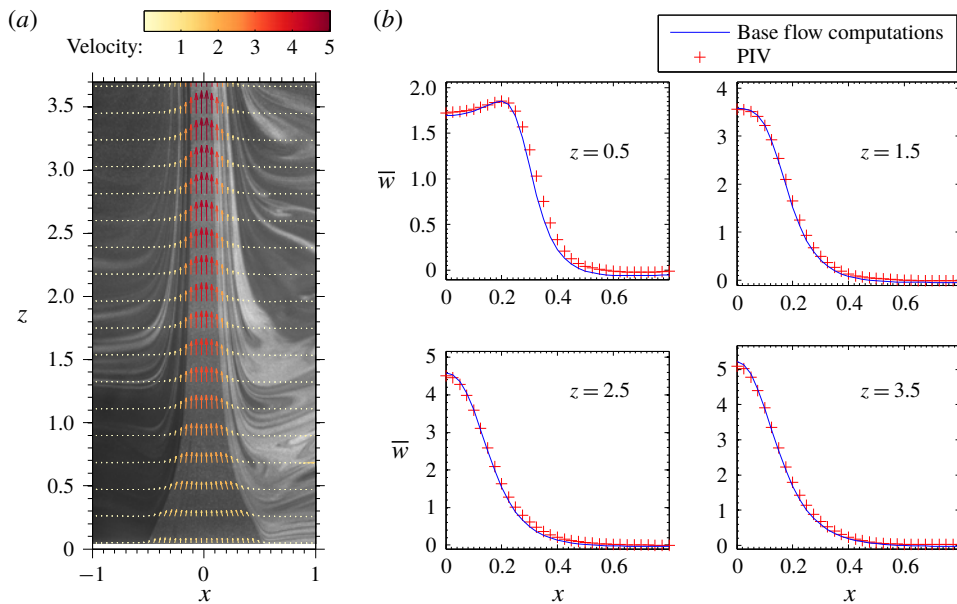 (a)
Velocity:
1 2 3 4 5
3.5
3.0
2.5
2.0
z
1.5
1.0
0.5
0
−1 0 1
x
(b)
Base flow computations
PIV
2.0
1.5
w̅
1.0
0.5
0
z = 0.5
0 0.2 0.4 0.6
4
3
2
1
0
z = 1.5
0 0.2 0.4 0.6
5
4
3
w̅
2
1
0
z = 2.5
0 0.2 0.4 0.6
x
5
4
3
2
1
0
z = 3.5
0 0.2 0.4 0.6
x